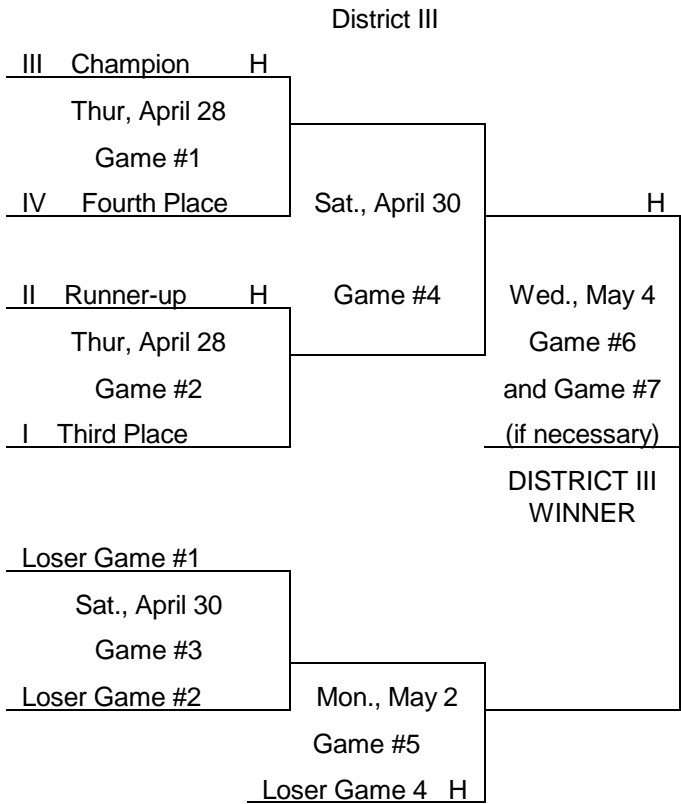 District III
III Champion H
Thur, April 28
Game #1
IV Fourth Place
Sat., April 30
H
II Runner-up H
Game #4
Wed., May 4
Thur, April 28
Game #6
Game #2
and Game #7
I Third Place
(if necessary)
DISTRICT III
WINNER
Loser Game #1
Sat., April 30
Game #3
Loser Game #2
Mon., May 2
Game #5
Loser Game 4 H